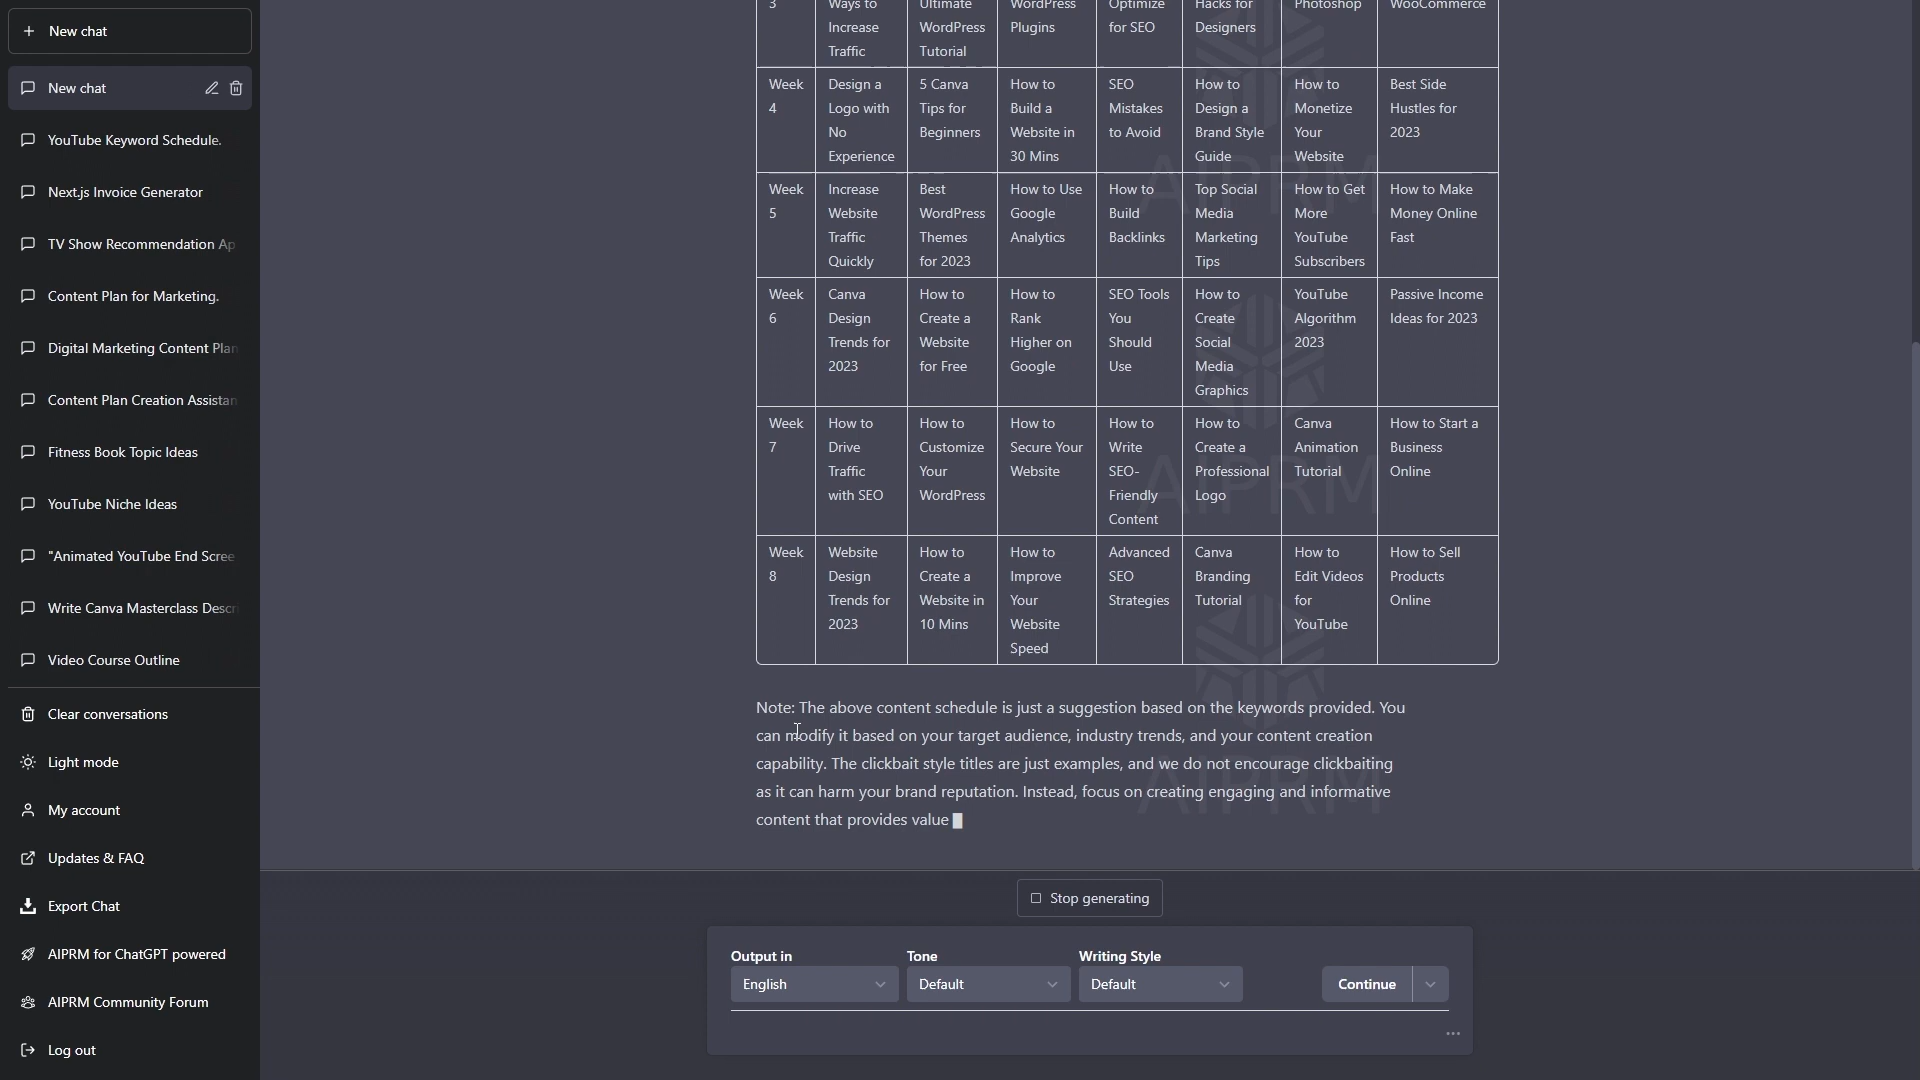 New chat
New chat
YouTube Keyword Schedule.
Next.js Invoice Generator
TV Show Recommendation Ap
Content Plan for Marketing.
Digital Marketing Content Plan
Content Plan Creation Assistan
Fitness Book Topic Ideas
YouTube Niche Ideas
"Animated YouTube End Scree
Write Canva Masterclass Descri
Video Course Outline
Clear conversations
Light mode
My account
Updates & FAQ
Export Chat
AIPRM for ChatGPT powered
AIPRM Community Forum
Log out
3 Ways to Ultimate WordPress Optimize Hacks for Photoshop WooCommerce
Increase WordPress Plugins for SEO Designers
Traffic Tutorial
Week Design a 5 Canva How to SEO How to How to Best Side
4 Logo with Tips for Build a Mistakes Design a Monetize Hustles for
No Beginners Website in to Avoid Brand Style Your 2023
Experience 30 Mins Guide Website
Week Increase Best How to Use How to Top Social How to Get How to Make
5 Website WordPress Google Build Media More Money Online
Traffic Themes Analytics Backlinks Marketing YouTube Fast
Quickly for 2023 Tips Subscribers
Week Canva How to How to SEO Tools How to YouTube Passive Income
6 Design Create a Rank You Create Algorithm Ideas for 2023
Trends for Website Higher on Should Social 2023
2023 for Free Google Use Media
Graphics
Week How to How to How to How to How to Canva How to Start a
7 Drive Customize Secure Your Write Create a Animation Business
Traffic Your Website SEO- Professional Tutorial Online
with SEO WordPress Friendly Logo
Content
Week Website How to How to Advanced Canva How to How to Sell
8 Design Create a Improve SEO Branding Edit Videos Products
Trends for Website in Your Strategies Tutorial for Online
2023 10 Mins Website YouTube
Speed
AIPRM
AIPRM
AIPRM
Note: The above content schedule is just a suggestion based on the keywords provided. You
can modify it based on your target audience, industry trends, and your content creation
capability. The clickbait style titles are just examples, and we do not encourage clickbaiting
as it can harm your brand reputation. Instead, focus on creating engaging and informative
content that provides value
Stop generating
Output in Tone Writing Style
English Default Default Continue